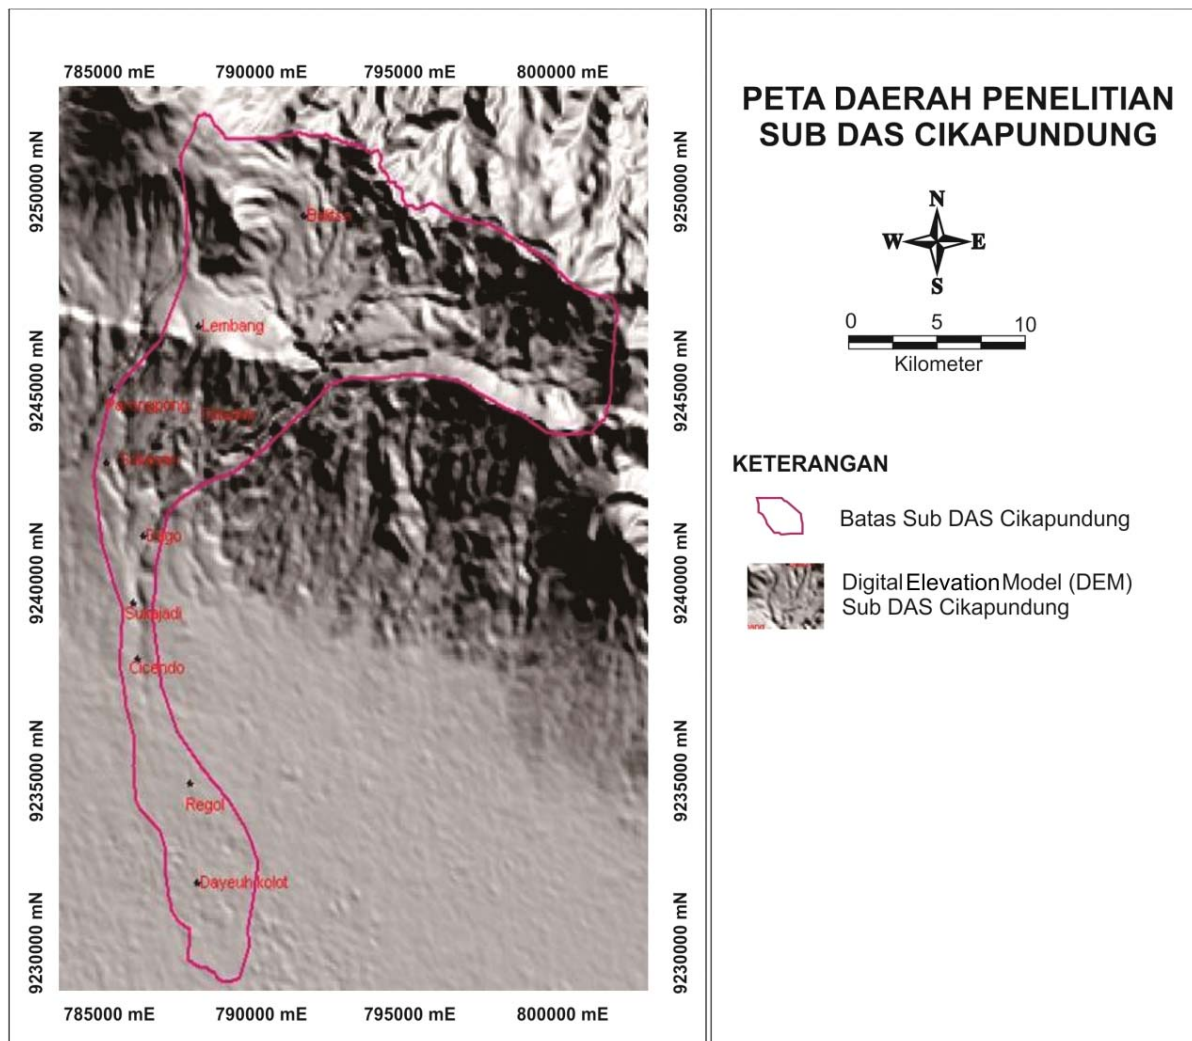 785000 mE 790000 mE 795000 mE 800000 mE
9250000 mN
9245000 mN
9240000 mN
9235000 mN
9230000 mN
Lembang
Dago
Sukajadi
Cicendo
Regol
Dayeuh kolot
9250000 mN
9245000 mN
9240000 mN
9235000 mN
9230000 mN
785000 mE 790000 mE 795000 mE 800000 mE
PETA DAERAH PENELITIAN
SUB DAS CIKAPUNDUNG
N
W E
S
0 5 10
Kilometer
KETERANGAN
Batas Sub DAS Cikapundung
Digital Elevation Model (DEM)
Sub DAS Cikapundung